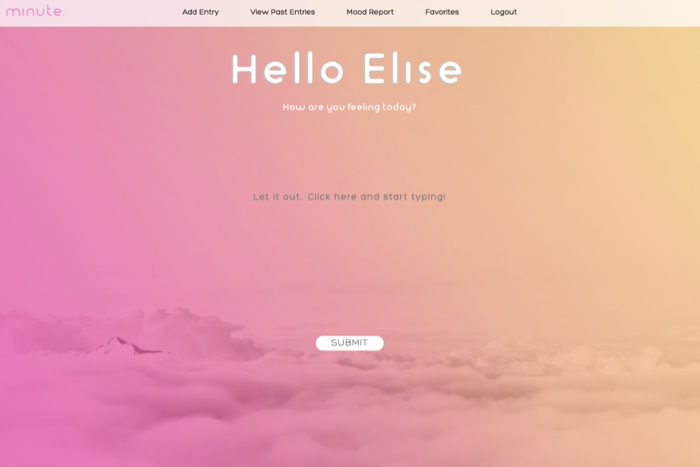 minute.
Add Entry View Past Entries Mood Report Favorites Logout
Hello Elise
How are you feeling today?
Let it out.. Click here and start typing!
SUBMIT